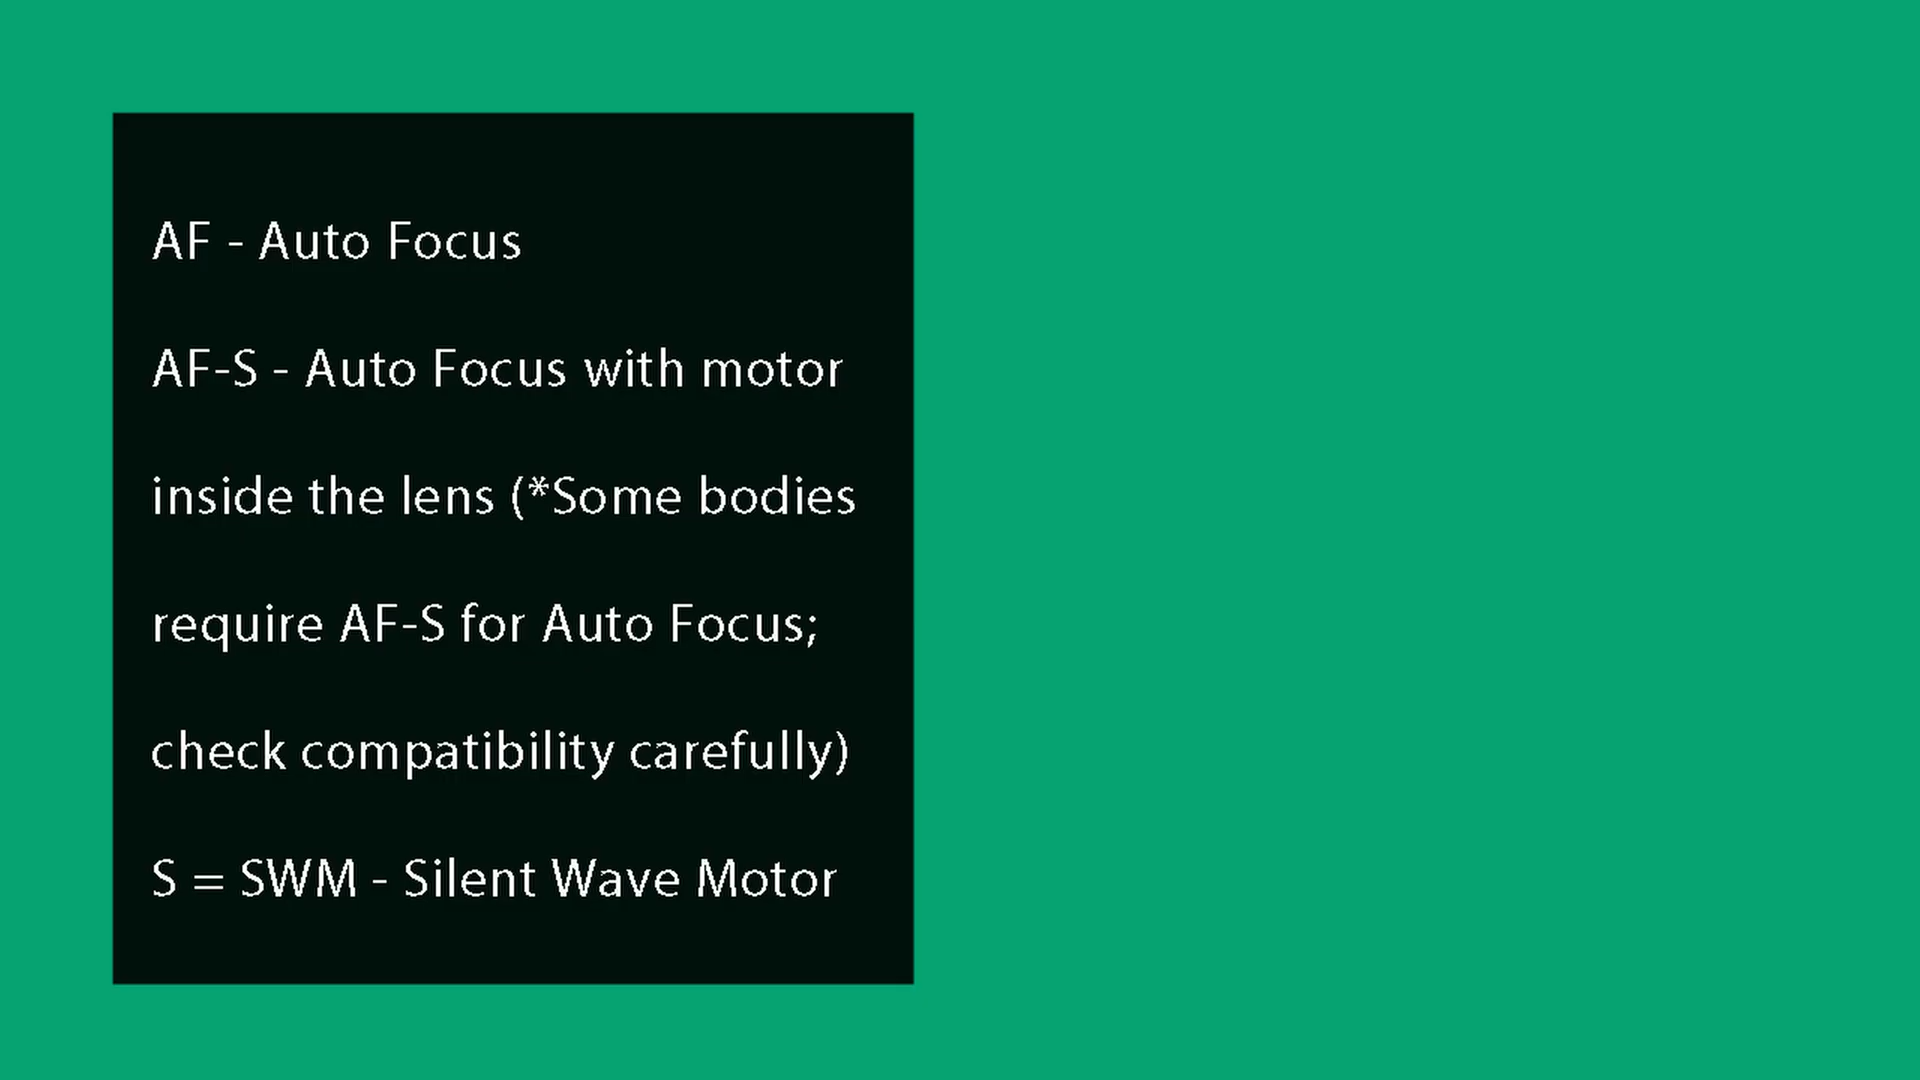 AF - Auto Focus
AF-S - Auto Focus with motor
inside the lens (*Some bodies
require AF-S for Auto Focus;
check compatibility carefully)
S = SWM - Silent Wave Motor